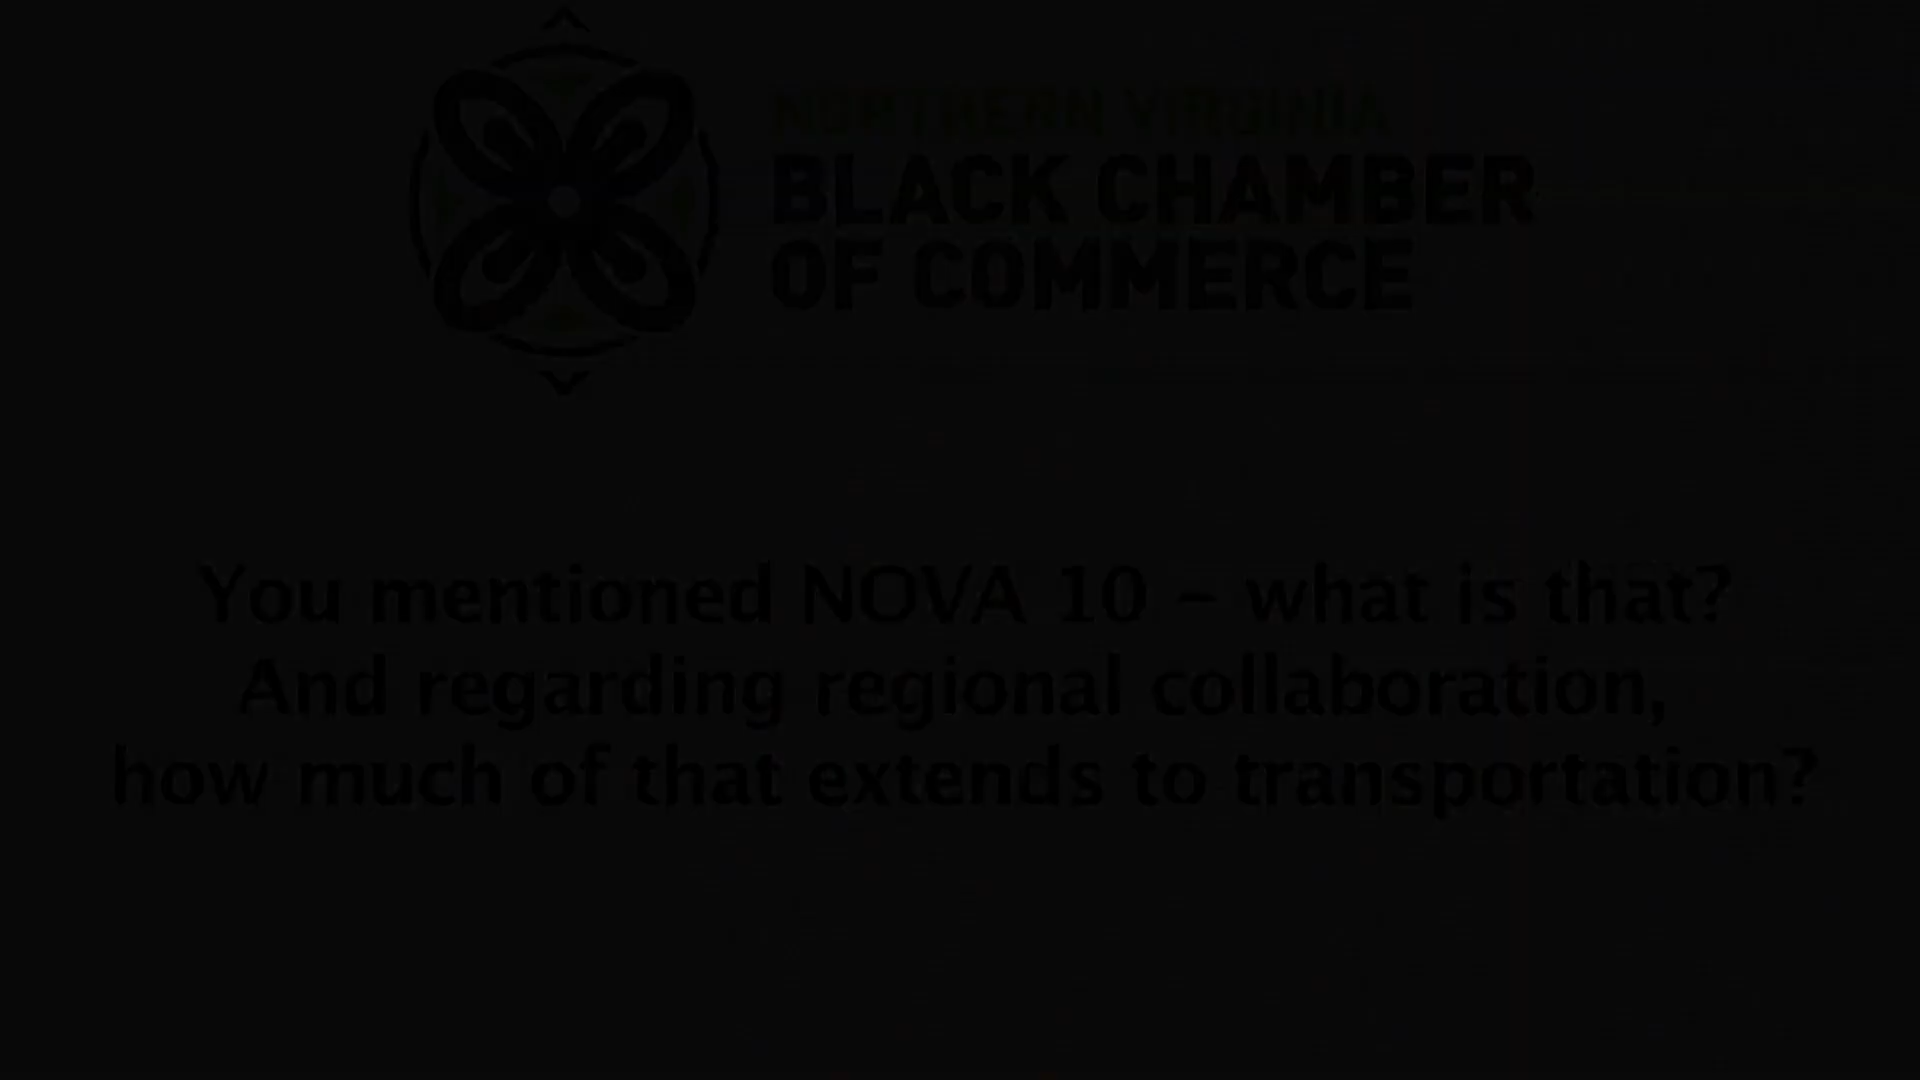 NORTHERN VIRGINIA
BLACK CHAMBER
OF COMMERCE
You mentioned NOVA 10 – what is that?
And regarding regional collaboration,
how much of that extends to transportation?